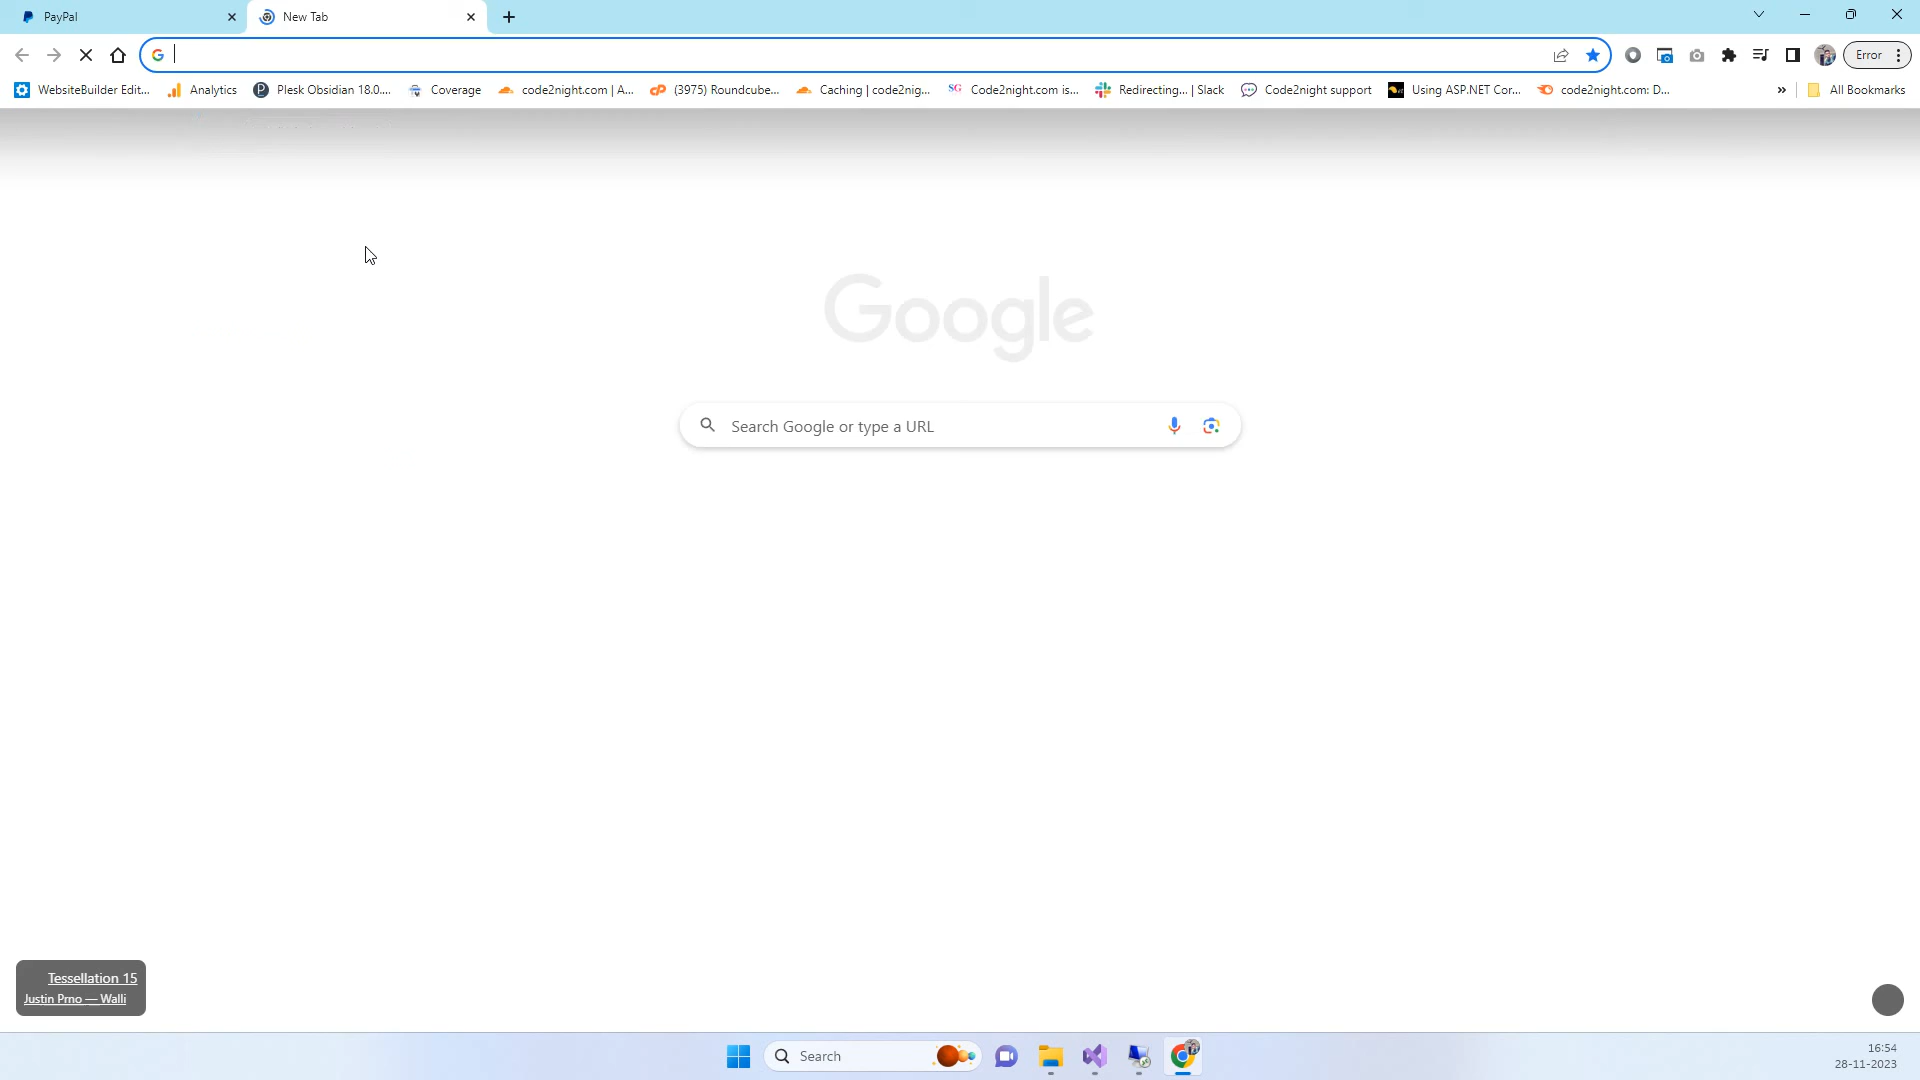 PayPal
New Tab
Error
WebsiteBuilder Edit...
Analytics
Plesk Obsidian 18.0....
Coverage
code2night.com | A...
(3975) Roundcube...
Caching | code2nig...
SG Code2night.com is...
Redirecting... | Slack
Code2night support
Using ASP.NET Cor...
code2night.com: D...
»
All Bookmarks
Google
Search Google or type a URL
Tessellation 15
Justin Prno — Walli
Search
16:54
28-11-2023